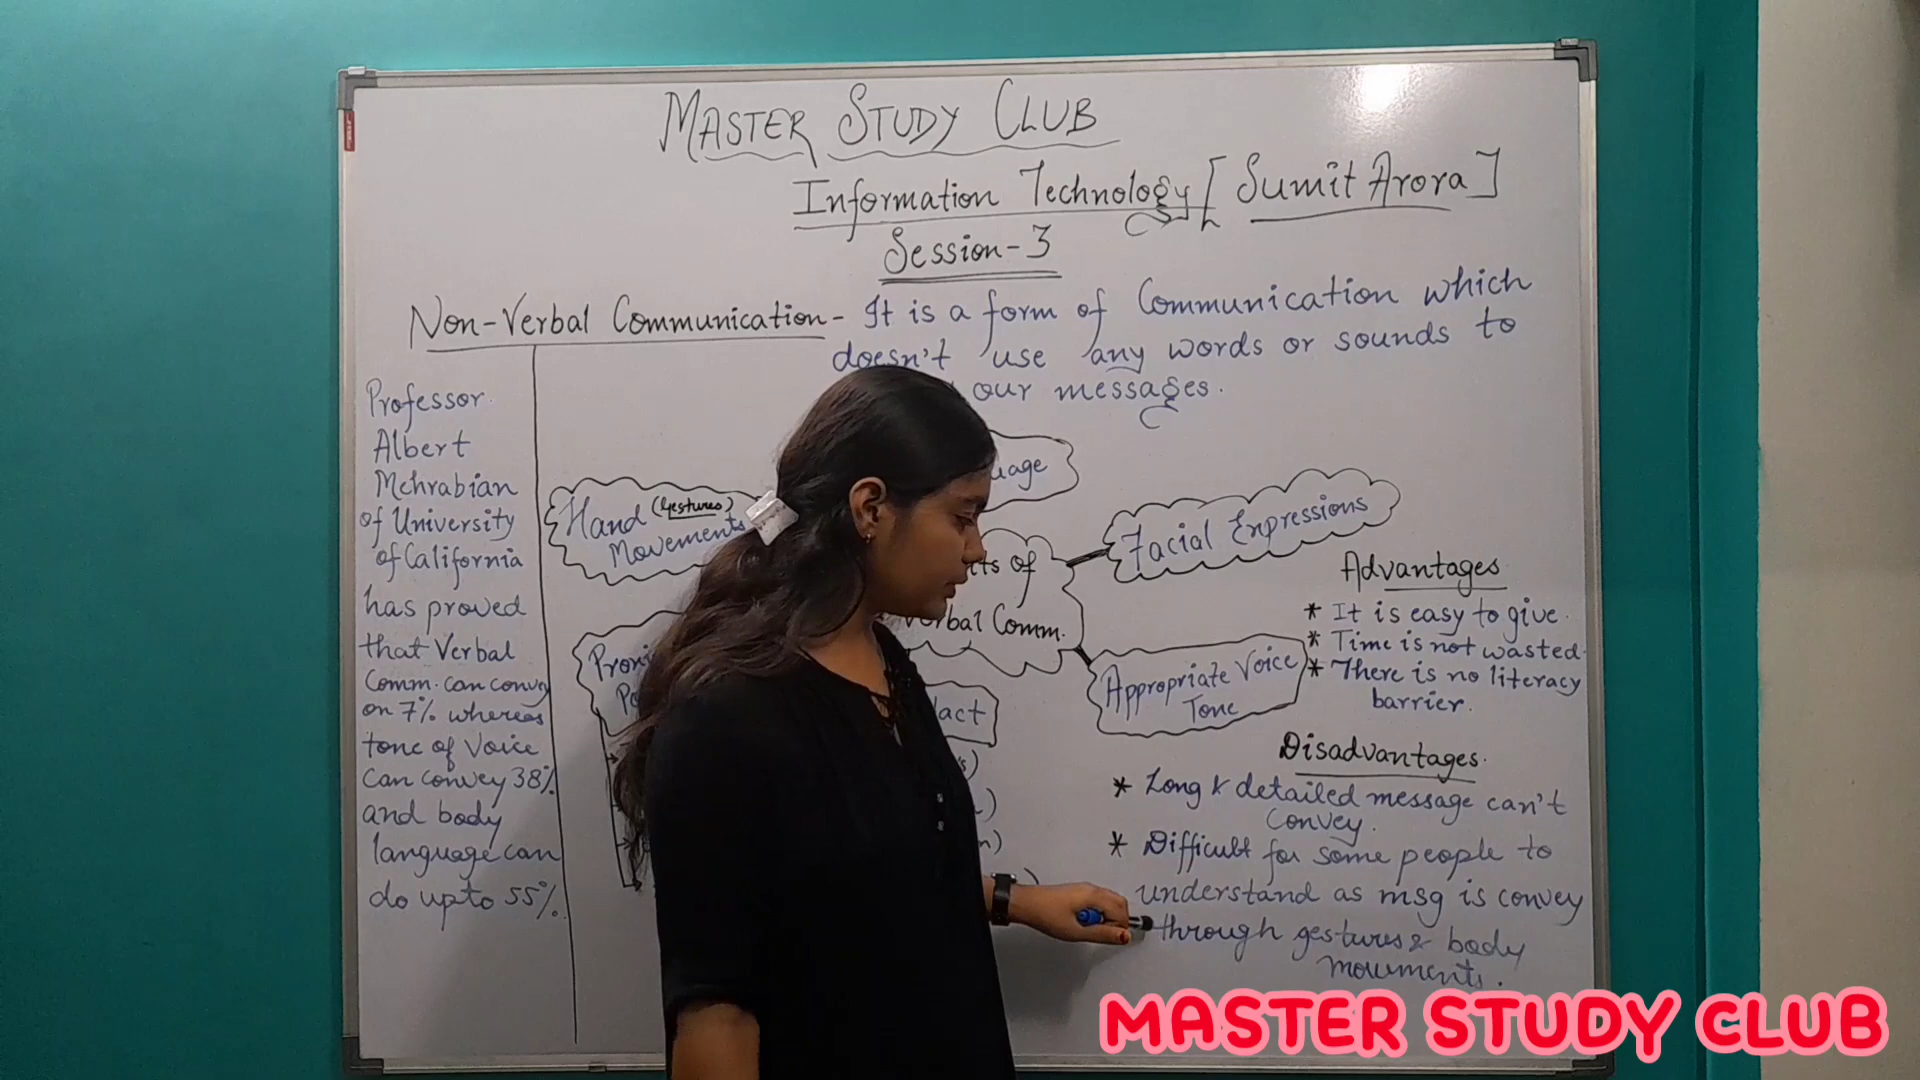 MASTER STUDY CLUB
Information Technology [Sumit Arora]
Session-3
Non-Verbal Communication - It is a form of Communication which
doesn't use any words or sounds to
our messages.
Professor
Albert
Mehrabian
of University
of California
has proved
that Verbal
Comm. can convey
on 7% whereas
tone of Voice
can convey 38%
and body
language can
do upto 55%.
Hand (Gestures)
Movements
Facial Expressions
of
Verbal Comm.
Appropriate Voice
Tone
Advantages
* It is easy to give.
* Time is not wasted.
* There is no literacy
barrier.
Disadvantages.
* Long & detailed message can't
convey.
* Difficult for some people to
understand as msg is convey
through gestures & body
movments.
MASTER STUDY CLUB